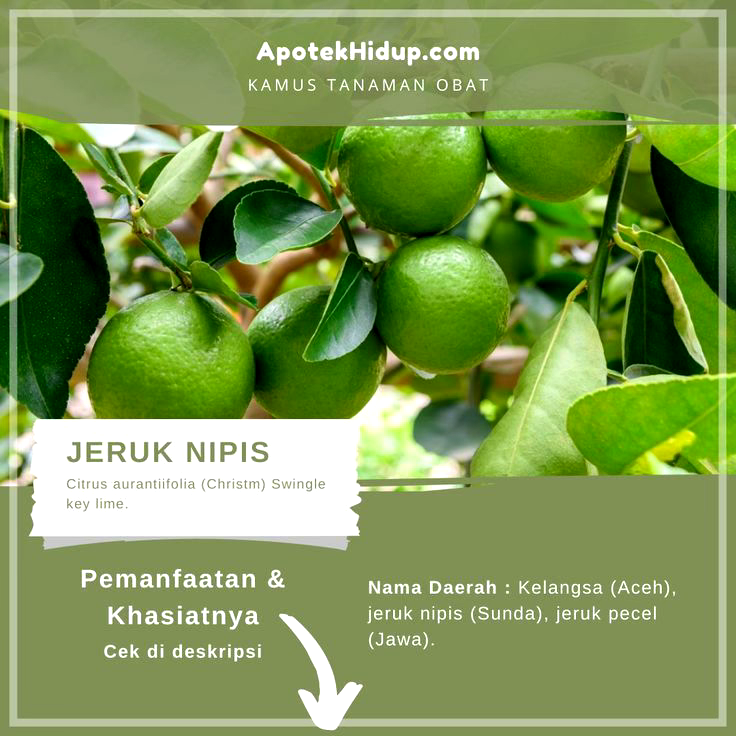 ApotekHidup.com
KAMUS TANAMAN OBAT
JERUK NIPIS
Citrus aurantiifolia (Christm) Swingle
key lime.
Pemanfaatan &
Khasiatnya
Cek di deskripsi
Nama Daerah : Kelangsa (Aceh),
jeruk nipis (Sunda), jeruk pecel
(Jawa).